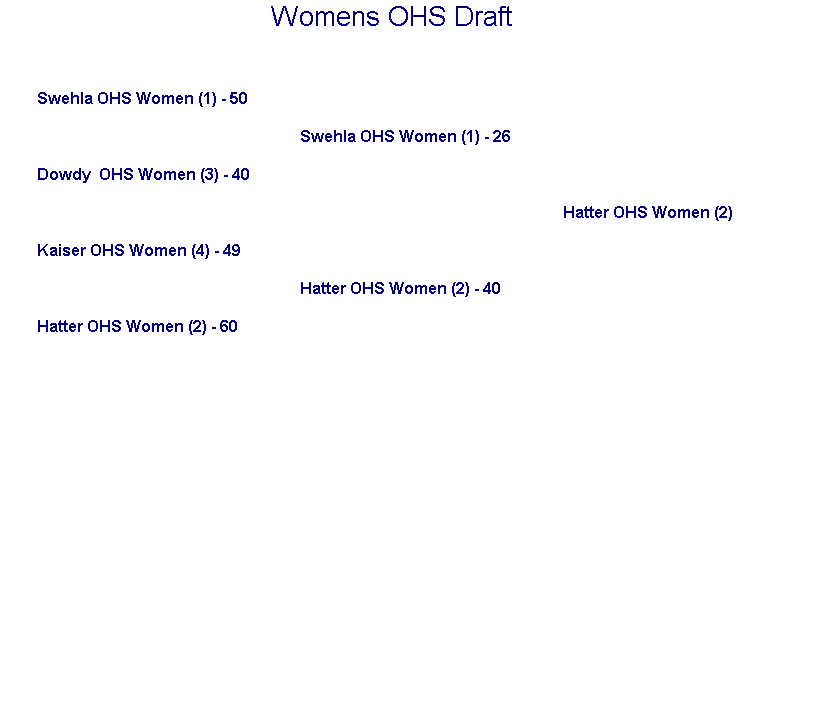 Womens OHS Draft
Swehla OHS Women (1) - 50
Swehla OHS Women (1) - 26
Dowdy  OHS Women (3) - 40
Hatter OHS Women (2)
Kaiser OHS Women (4) - 49
Hatter OHS Women (2) - 40
Hatter OHS Women (2) - 60